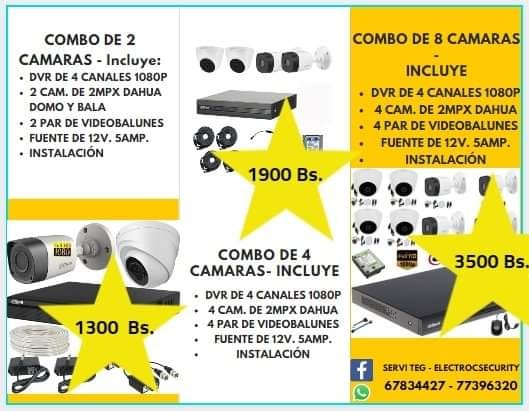 COMBO DE 2
CAMARAS - Incluye:
• DVR DE 4 CANALES 1080P
• 2 CAM. DE 2MPX DAHUA
DOMO Y BALA
• 2 PAR DE VIDEOBALUNES
• FUENTE DE 12V. 5AMP.
• INSTALACIÓN
1300 Bs.
1900 Bs.
COMBO DE 4
CAMARAS- INCLUYE
• DVR DE 4 CANALES 1080P
• 4 CAM. DE 2MPX DAHUA
• 4 PAR DE VIDEOBALUNES
• FUENTE DE 12V. 5AMP.
• INSTALACIÓN
COMBO DE 8 CAMARAS
-
INCLUYE
• DVR DE 4 CANALES 1080P
• 4 CAM. DE 2MPX DAHUA
• 4 PAR DE VIDEOBALUNES
• FUENTE DE 12V. 5AMP.
• INSTALACIÓN
3500 Bs.
SERVI TEG - ELECTROCSECURITY
67834427 - 77396320